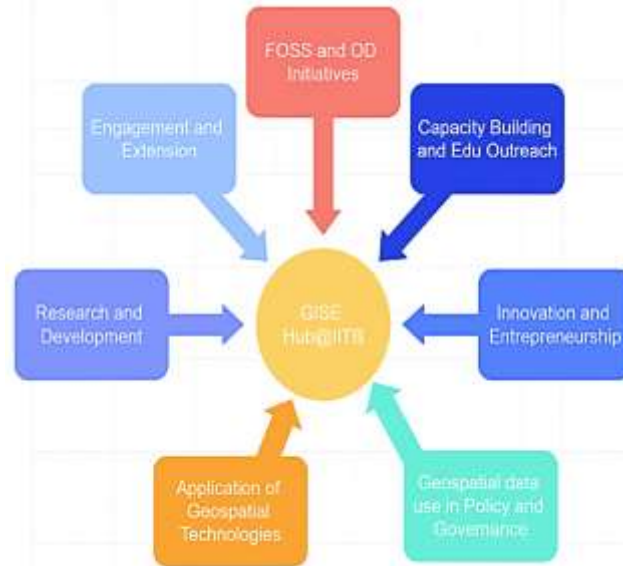 FOSS and OD
Initiatives
Engagement and
Extension
Capacity Building
and Edu Outreach
Research and
Development
GISE
Hub@IITB
Innovation and
Entrepreneurship
Application of
Geospatial
Technologies
Geospatial data
use in Policy and
Governance